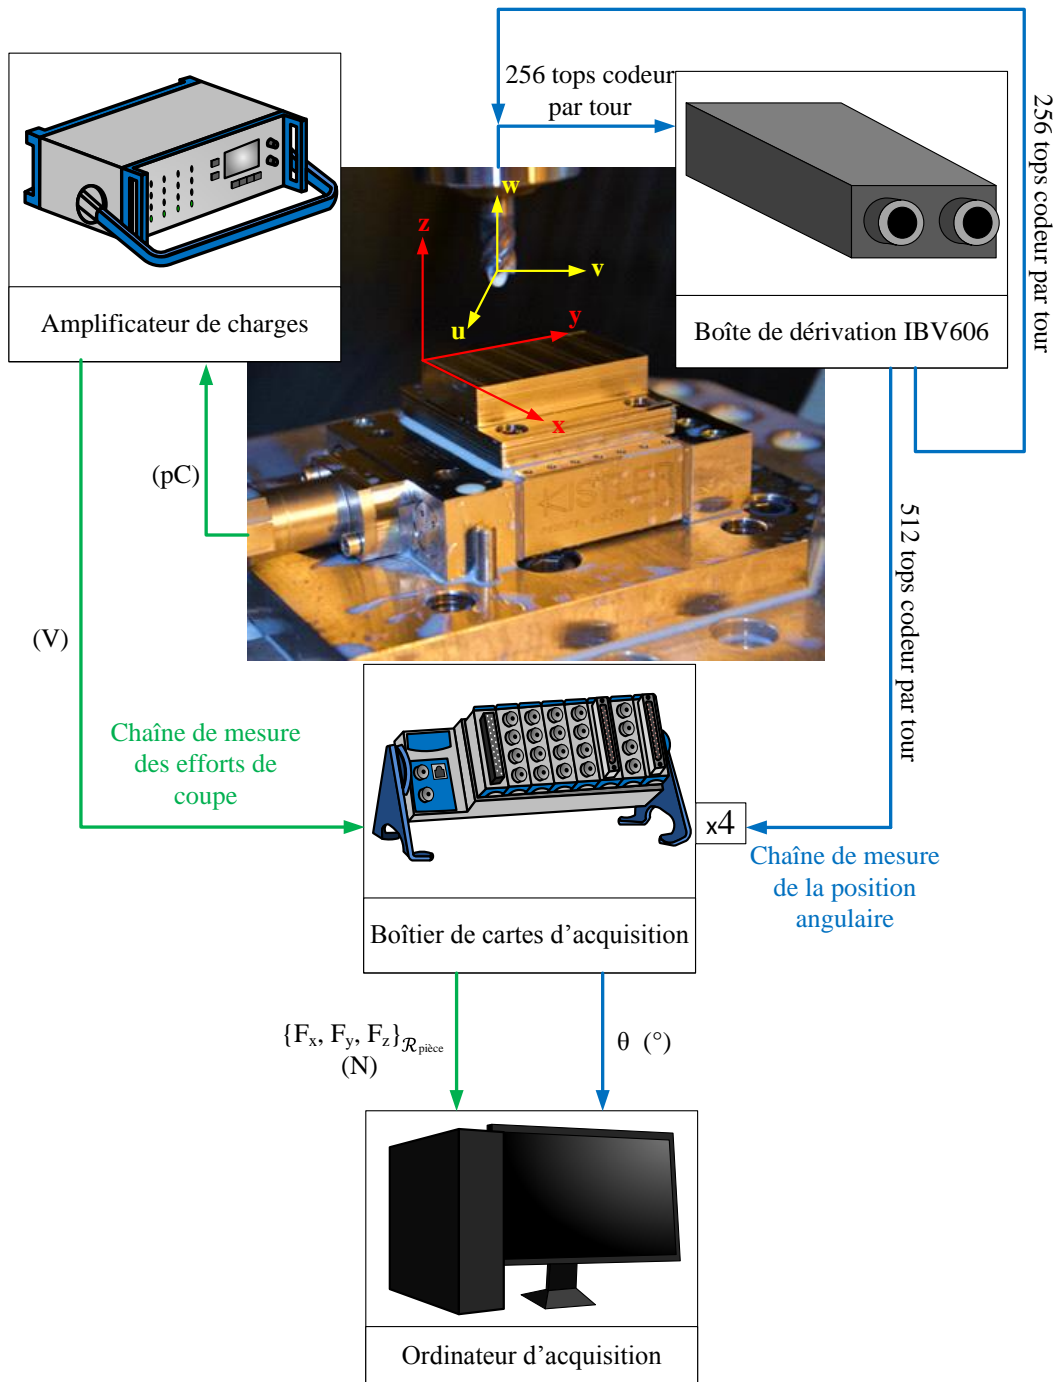 256 tops codeur
par tour
256 tops codeur par tour
w
z
v
u
y
x
Amplificateur de charges
Boîte de dérivation IBV606
(pC)
KISTLER
512 tops codeur par tour
(V)
Chaîne de mesure
des efforts de
coupe
x4
Chaîne de mesure
de la position
angulaire
Boîtier de cartes d’acquisition
{Fx, Fy, Fz}ℛpièce
(N)
θ (°)
Ordinateur d’acquisition